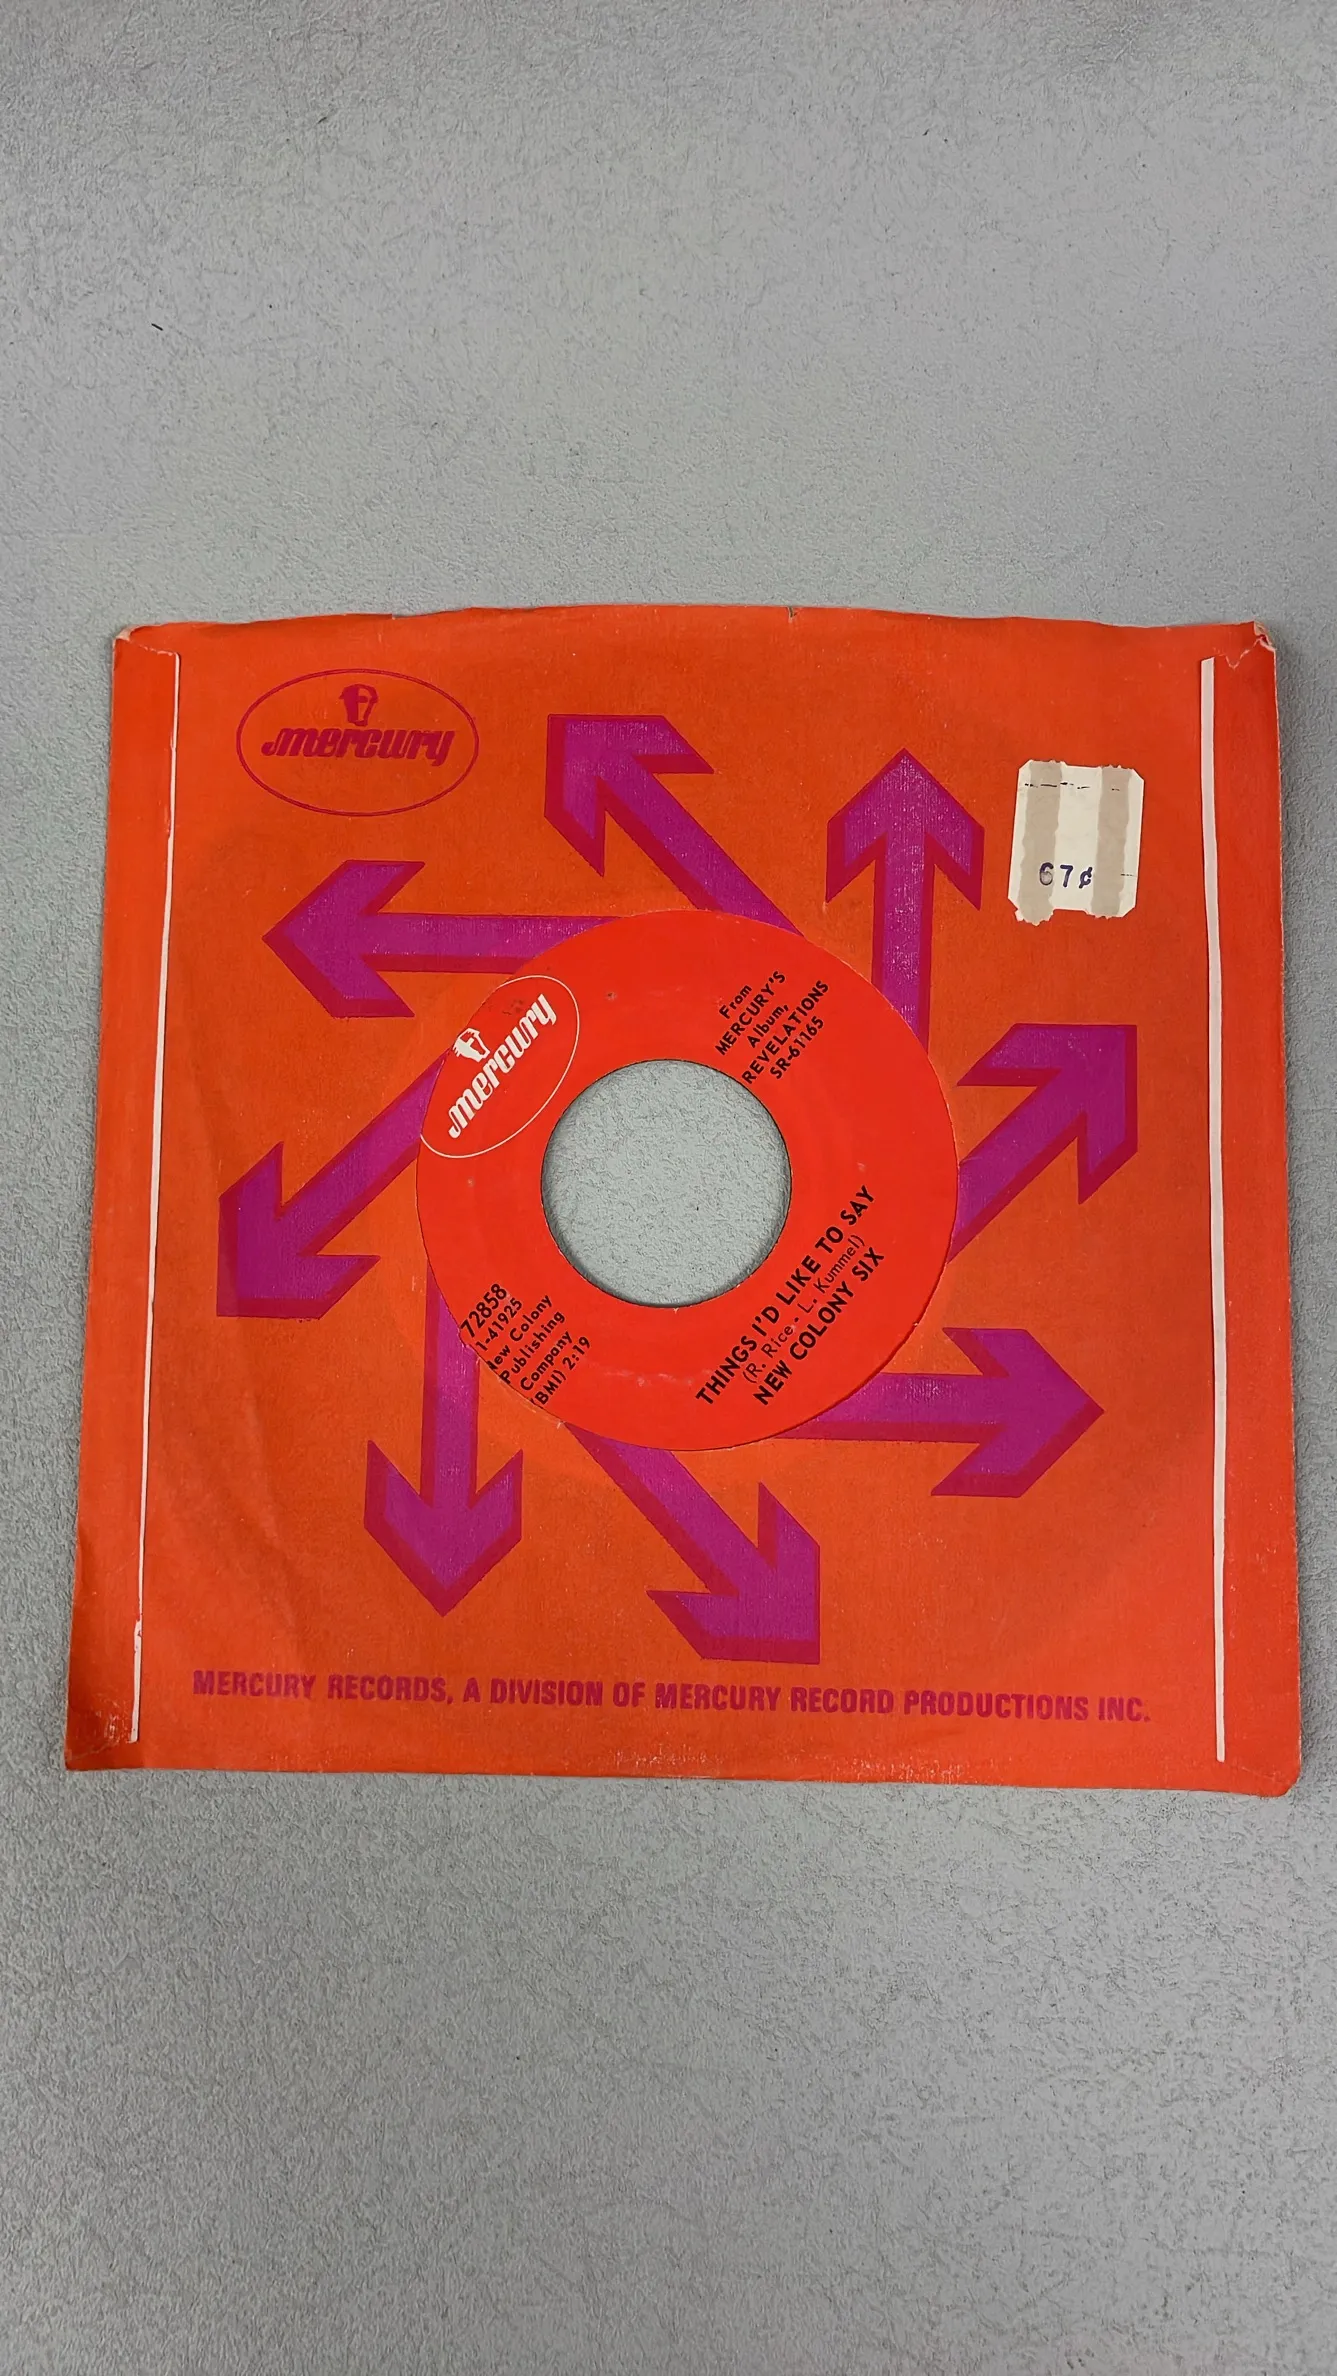 mercury
67¢
mercury
From
MERCURY'S
Album,
REVELATIONS
SR-61165
72858
1-41925
New Colony
Publishing
Company
(BMI) 2:19
THINGS I'D LIKE TO SAY
(R. Rice - L. Kummel)
NEW COLONY SIX
MERCURY RECORDS, A DIVISION OF MERCURY RECORD PRODUCTIONS INC.